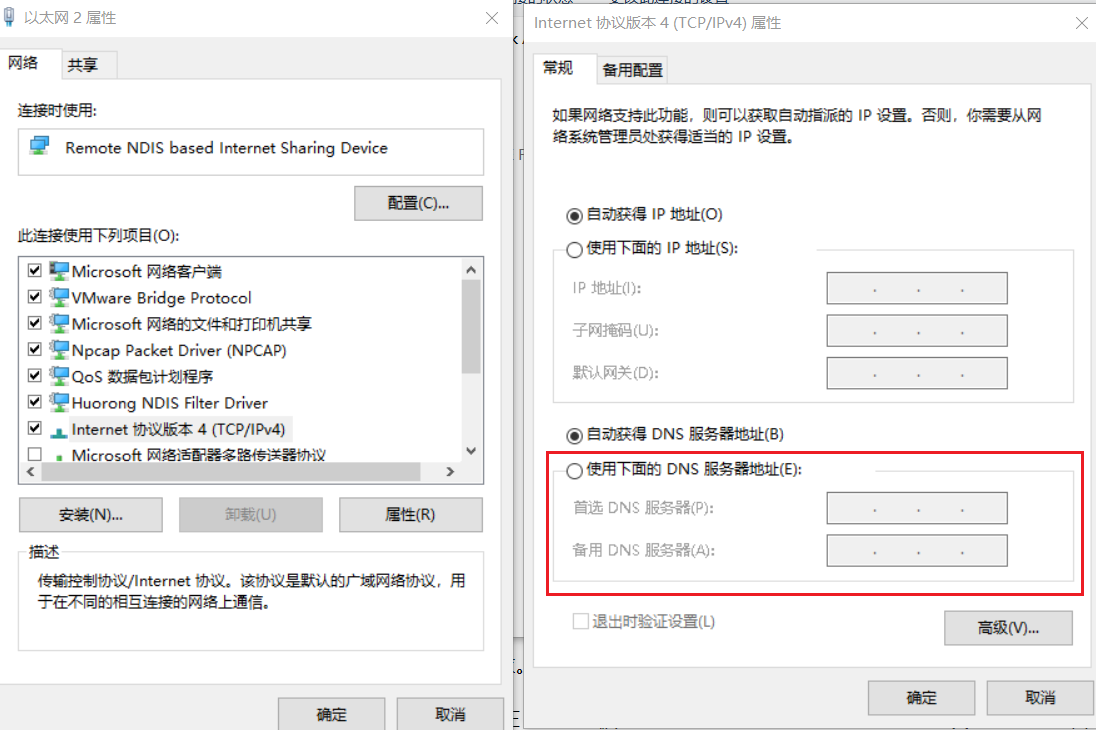 以太网 2 属性
网络
共享
连接时使用:
Remote NDIS based Internet Sharing Device
配置(C)...
此连接使用下列项目(O):
Microsoft 网络客户端
VMware Bridge Protocol
Microsoft 网络的文件和打印机共享
Npcap Packet Driver (NPCAP)
QoS 数据包计划程序
Huorong NDIS Filter Driver
Internet 协议版本 4 (TCP/IPv4)
Microsoft 网络适配器多路传送器协议
安装(N)...
卸载(U)
属性(R)
描述
传输控制协议/Internet 协议。该协议是默认的广域网络协议，用
于在不同的相互连接的网络上通信。
确定
取消
Internet 协议版本 4 (TCP/IPv4) 属性
常规
备用配置
如果网络支持此功能，则可以获取自动指派的 IP 设置。否则，你需要从网
络系统管理员处获得适当的 IP 设置。
自动获得 IP 地址(O)
使用下面的 IP 地址(S):
IP 地址(I):
子网掩码(U):
默认网关(D):
自动获得 DNS 服务器地址(B)
使用下面的 DNS 服务器地址(E):
首选 DNS 服务器(P):
备用 DNS 服务器(A):
退出时验证设置(L)
高级(V)...
确定
取消